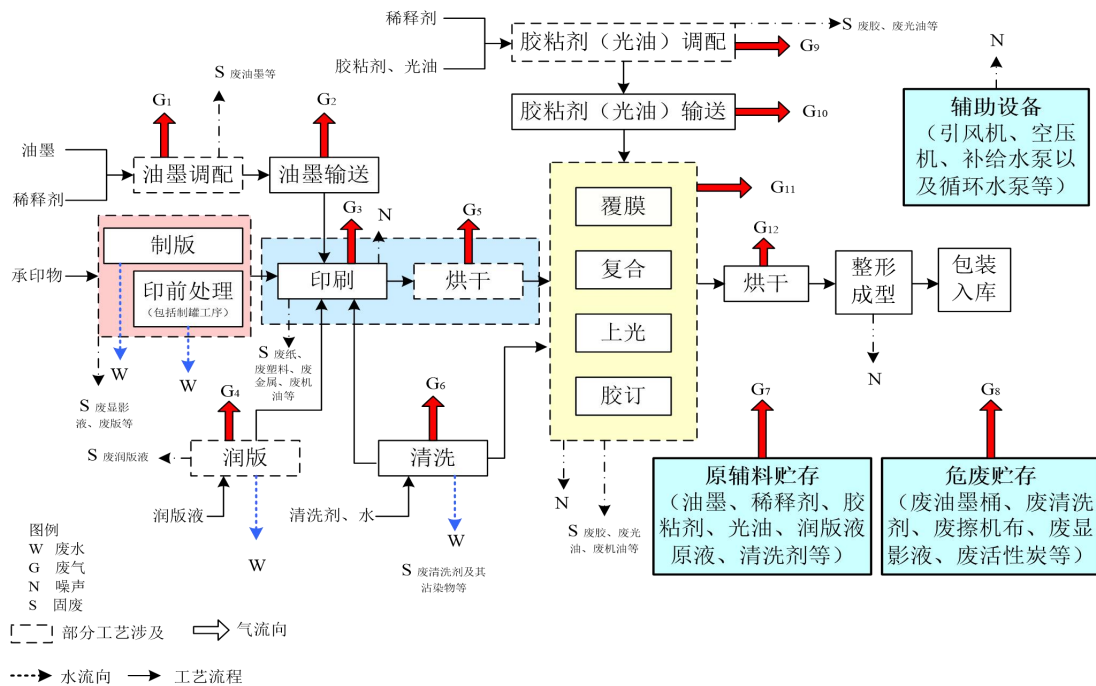 稀释剂
胶粘剂、光油
胶粘剂（光油）调配
S 废胶、废光油等
G9
胶粘剂（光油）输送
G10
N
辅助设备
（引风机、空压
机、补给水泵以
及循环水泵等）
S 废油墨等
G1
G2
油墨
稀释剂
油墨调配
油墨输送
承印物
制版
印前处理
（包括制罐工序）
W
W
S 废显影
液、废版等
G3
N
G5
印刷
烘干
S 废纸、
废塑料、废
金属、废机
油等
G11
覆膜
复合
上光
胶订
N
S 废胶、废光
油、废机油等
G12
烘干
整形
成型
包装
入库
N
G4
润版
S 废润版液
润版液
W
G6
清洗
清洗剂、水
W
S 废清洗剂及其
沾染物等
G7
原辅料贮存
（油墨、稀释剂、胶
粘剂、光油、润版液
原液、清洗剂等）
G8
危废贮存
（废油墨桶、废清洗
剂、废擦机布、废显
影液、废活性炭等）
图例
W 废水
G 废气
N 噪声
S 固废
部分工艺涉及
气流向
水流向
工艺流程